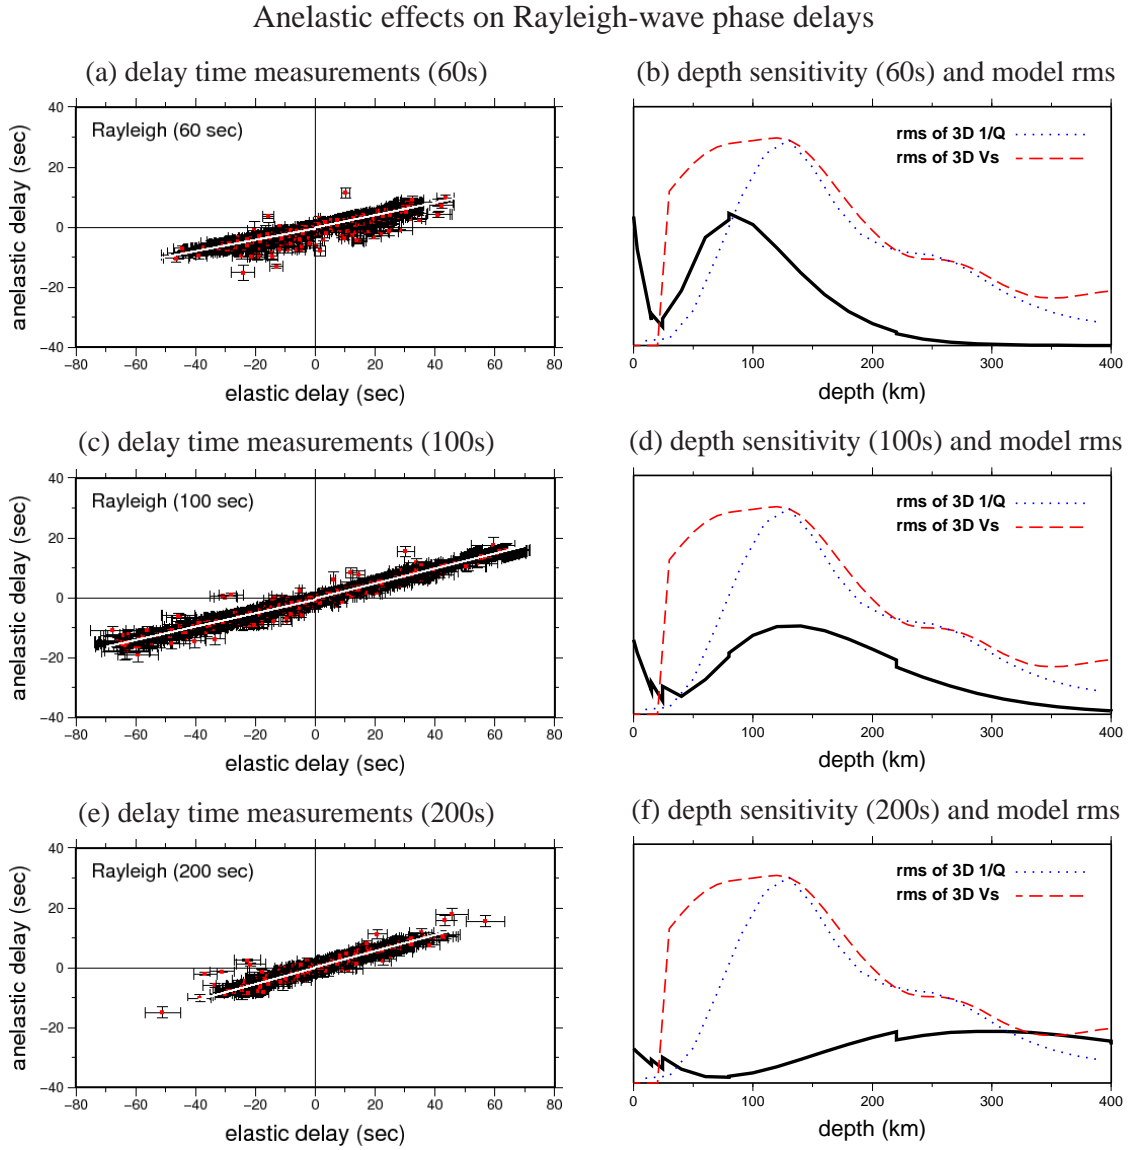 Anelastic effects on Rayleigh-wave phase delays
(a) delay time measurements (60s)
Rayleigh (60 sec)
anelastic delay (sec)
40
20
0
−20
−40
−80 −60 −40 −20 0 20 40 60 80
elastic delay (sec)
(b) depth sensitivity (60s) and model rms
rms of 3D 1/Q
rms of 3D Vs
0 100 200 300 400
depth (km)
(c) delay time measurements (100s)
Rayleigh (100 sec)
anelastic delay (sec)
40
20
0
−20
−40
−80 −60 −40 −20 0 20 40 60 80
elastic delay (sec)
(d) depth sensitivity (100s) and model rms
rms of 3D 1/Q
rms of 3D Vs
0 100 200 300 400
depth (km)
(e) delay time measurements (200s)
Rayleigh (200 sec)
anelastic delay (sec)
40
20
0
−20
−40
−80 −60 −40 −20 0 20 40 60 80
elastic delay (sec)
(f) depth sensitivity (200s) and model rms
rms of 3D 1/Q
rms of 3D Vs
0 100 200 300 400
depth (km)